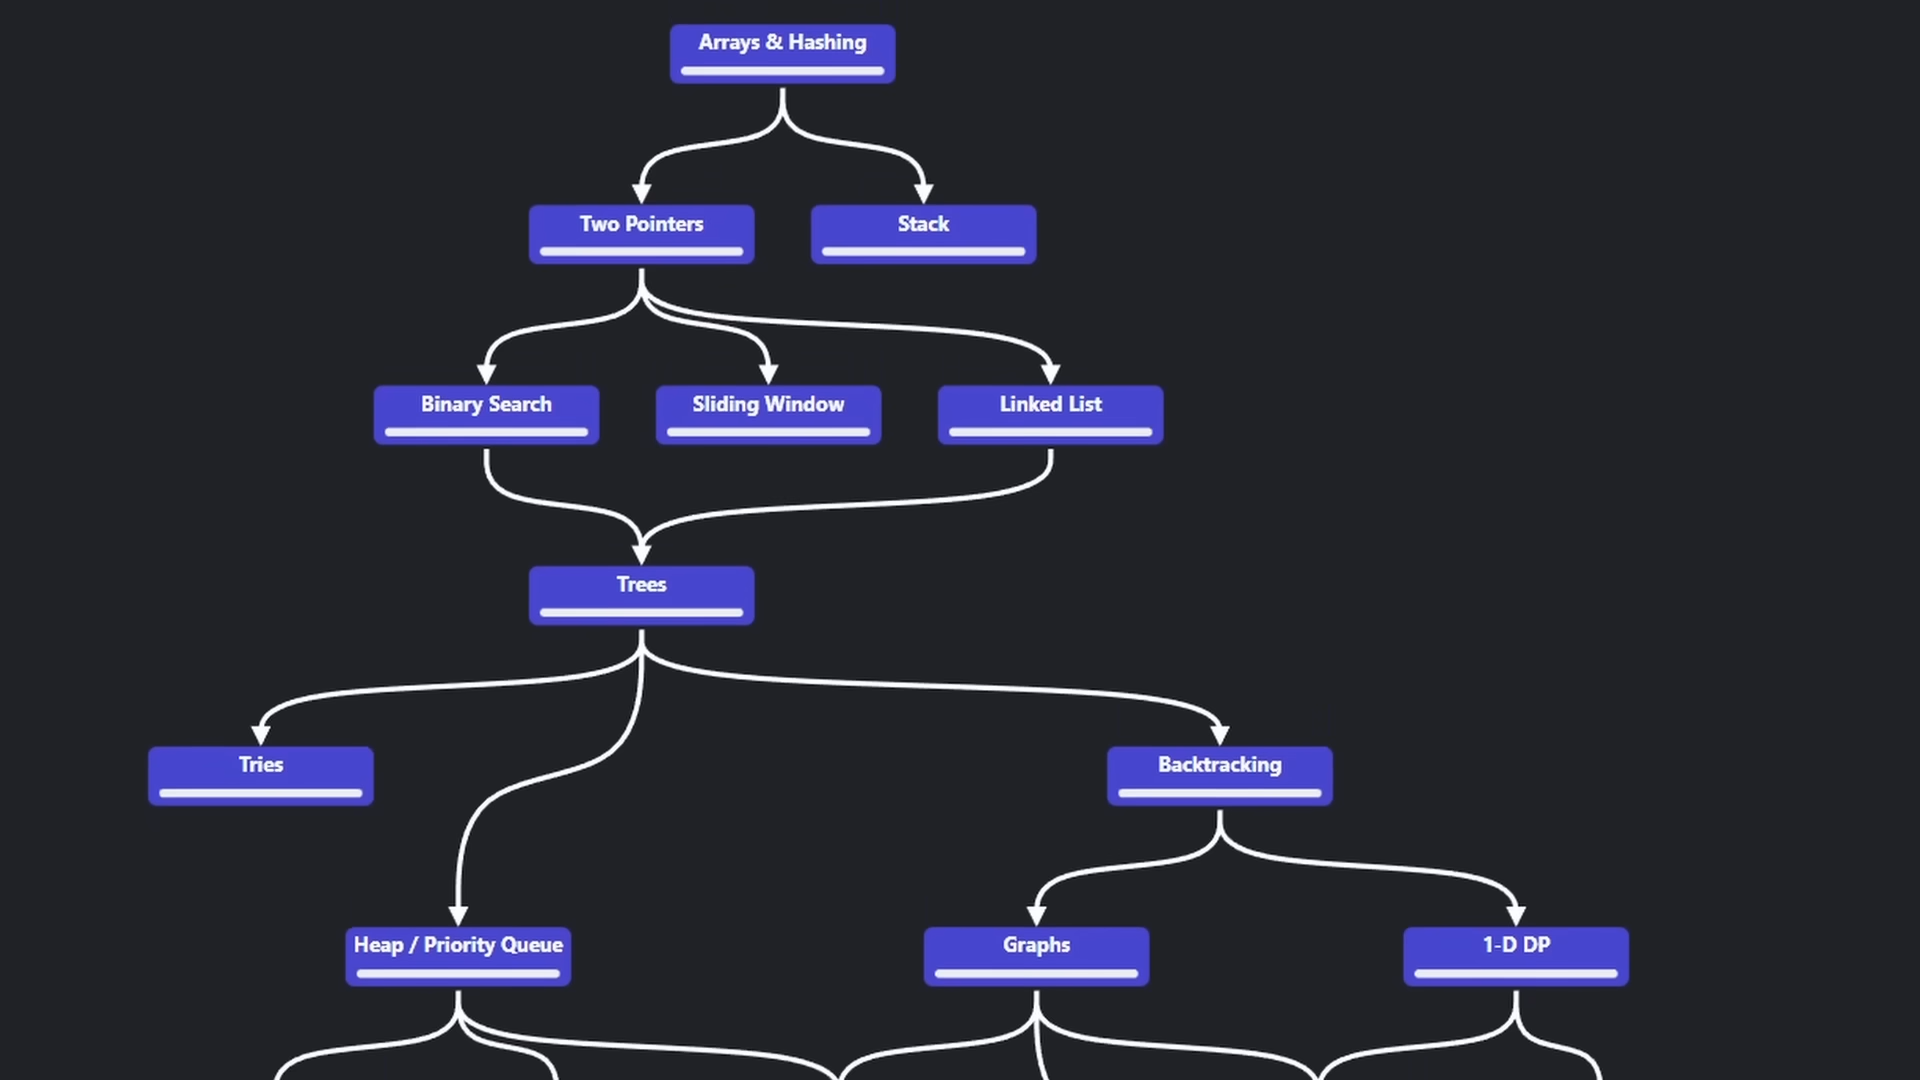 Arrays & Hashing
Two Pointers
Stack
Binary Search
Sliding Window
Linked List
Trees
Tries
Backtracking
Heap / Priority Queue
Graphs
1-D DP